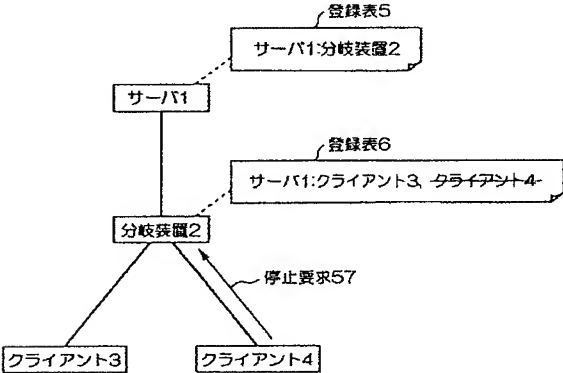 登録表5
サーバ1:分岐装置2
サーバ1
登録表6
サーバ1:クライアント3, クライアント4
分岐装置2
停止要求57
クライアント3
クライアント4